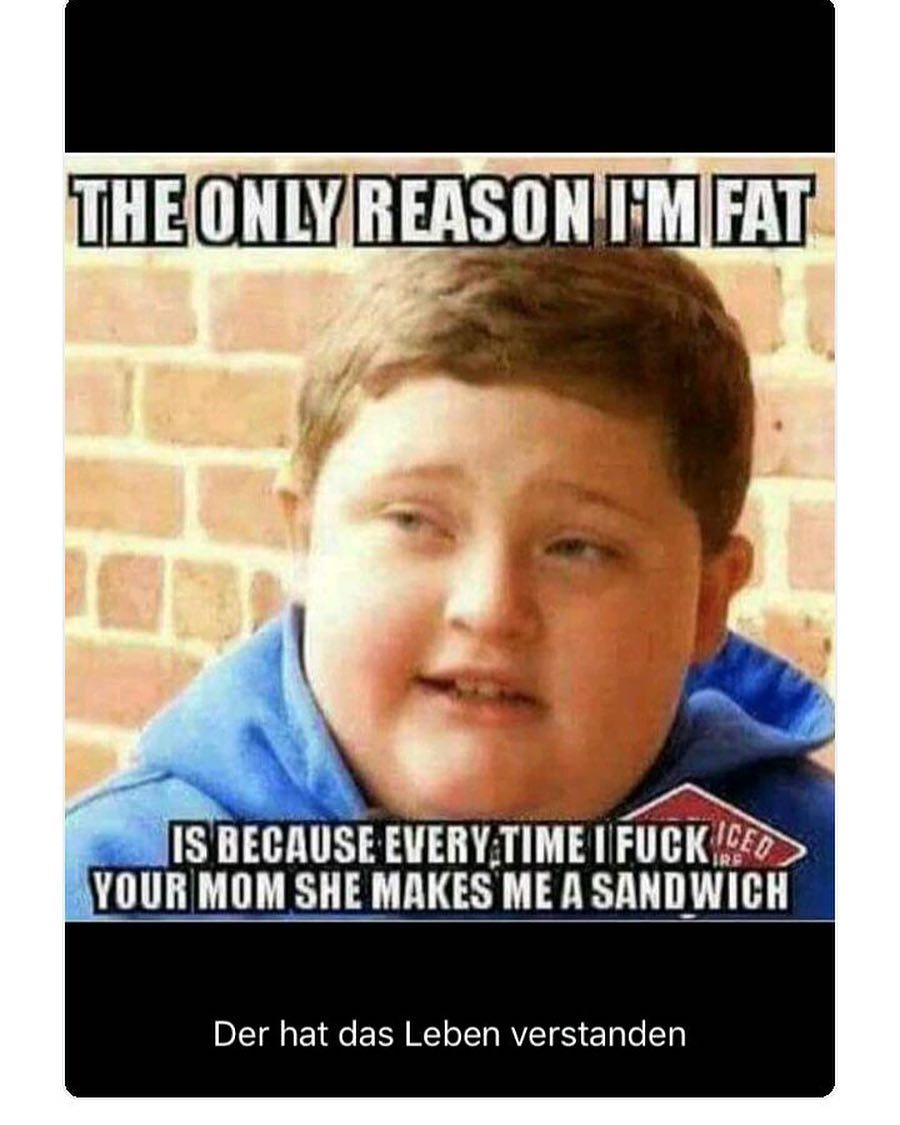 THE ONLY REASON I'M FAT
IS BECAUSE EVERY TIME I FUCK
ICED
YOUR MOM SHE MAKES ME A SANDWICH
Der hat das Leben verstanden